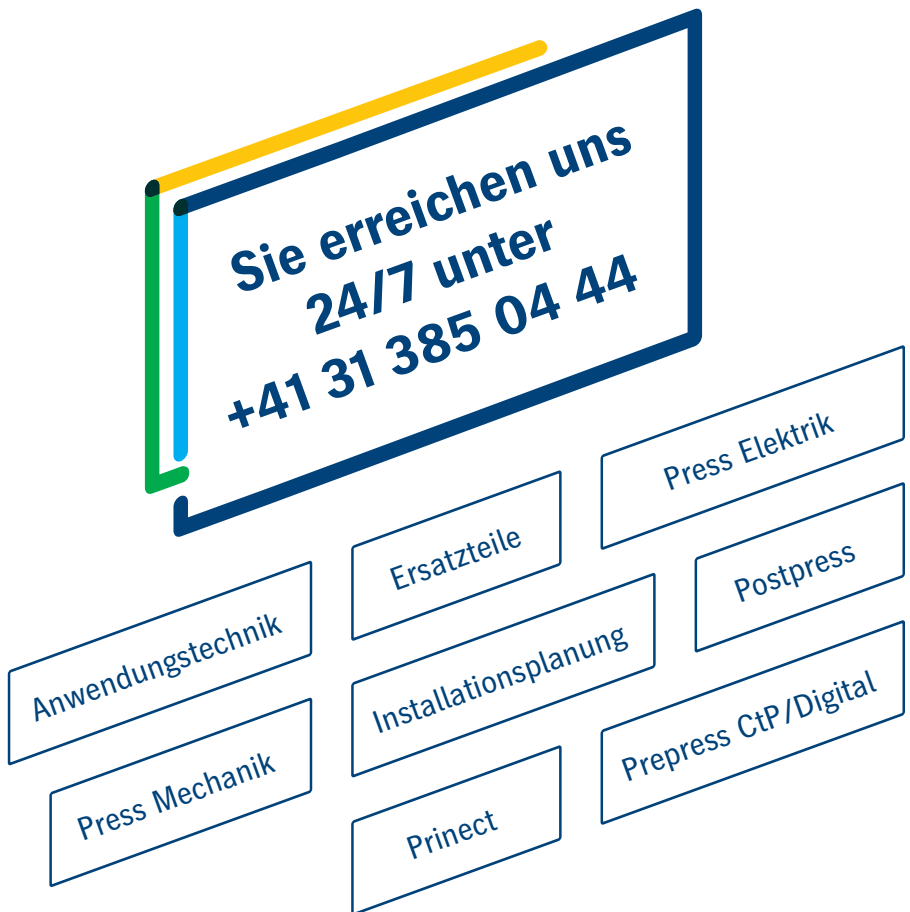 Sie erreichen uns
24/7 unter
+41 31 385 04 44
Press Elektrik
Ersatzteile
Postpress
Anwendungstechnik
Installationsplanung
Prepress CtP/Digital
Press Mechanik
Prinect